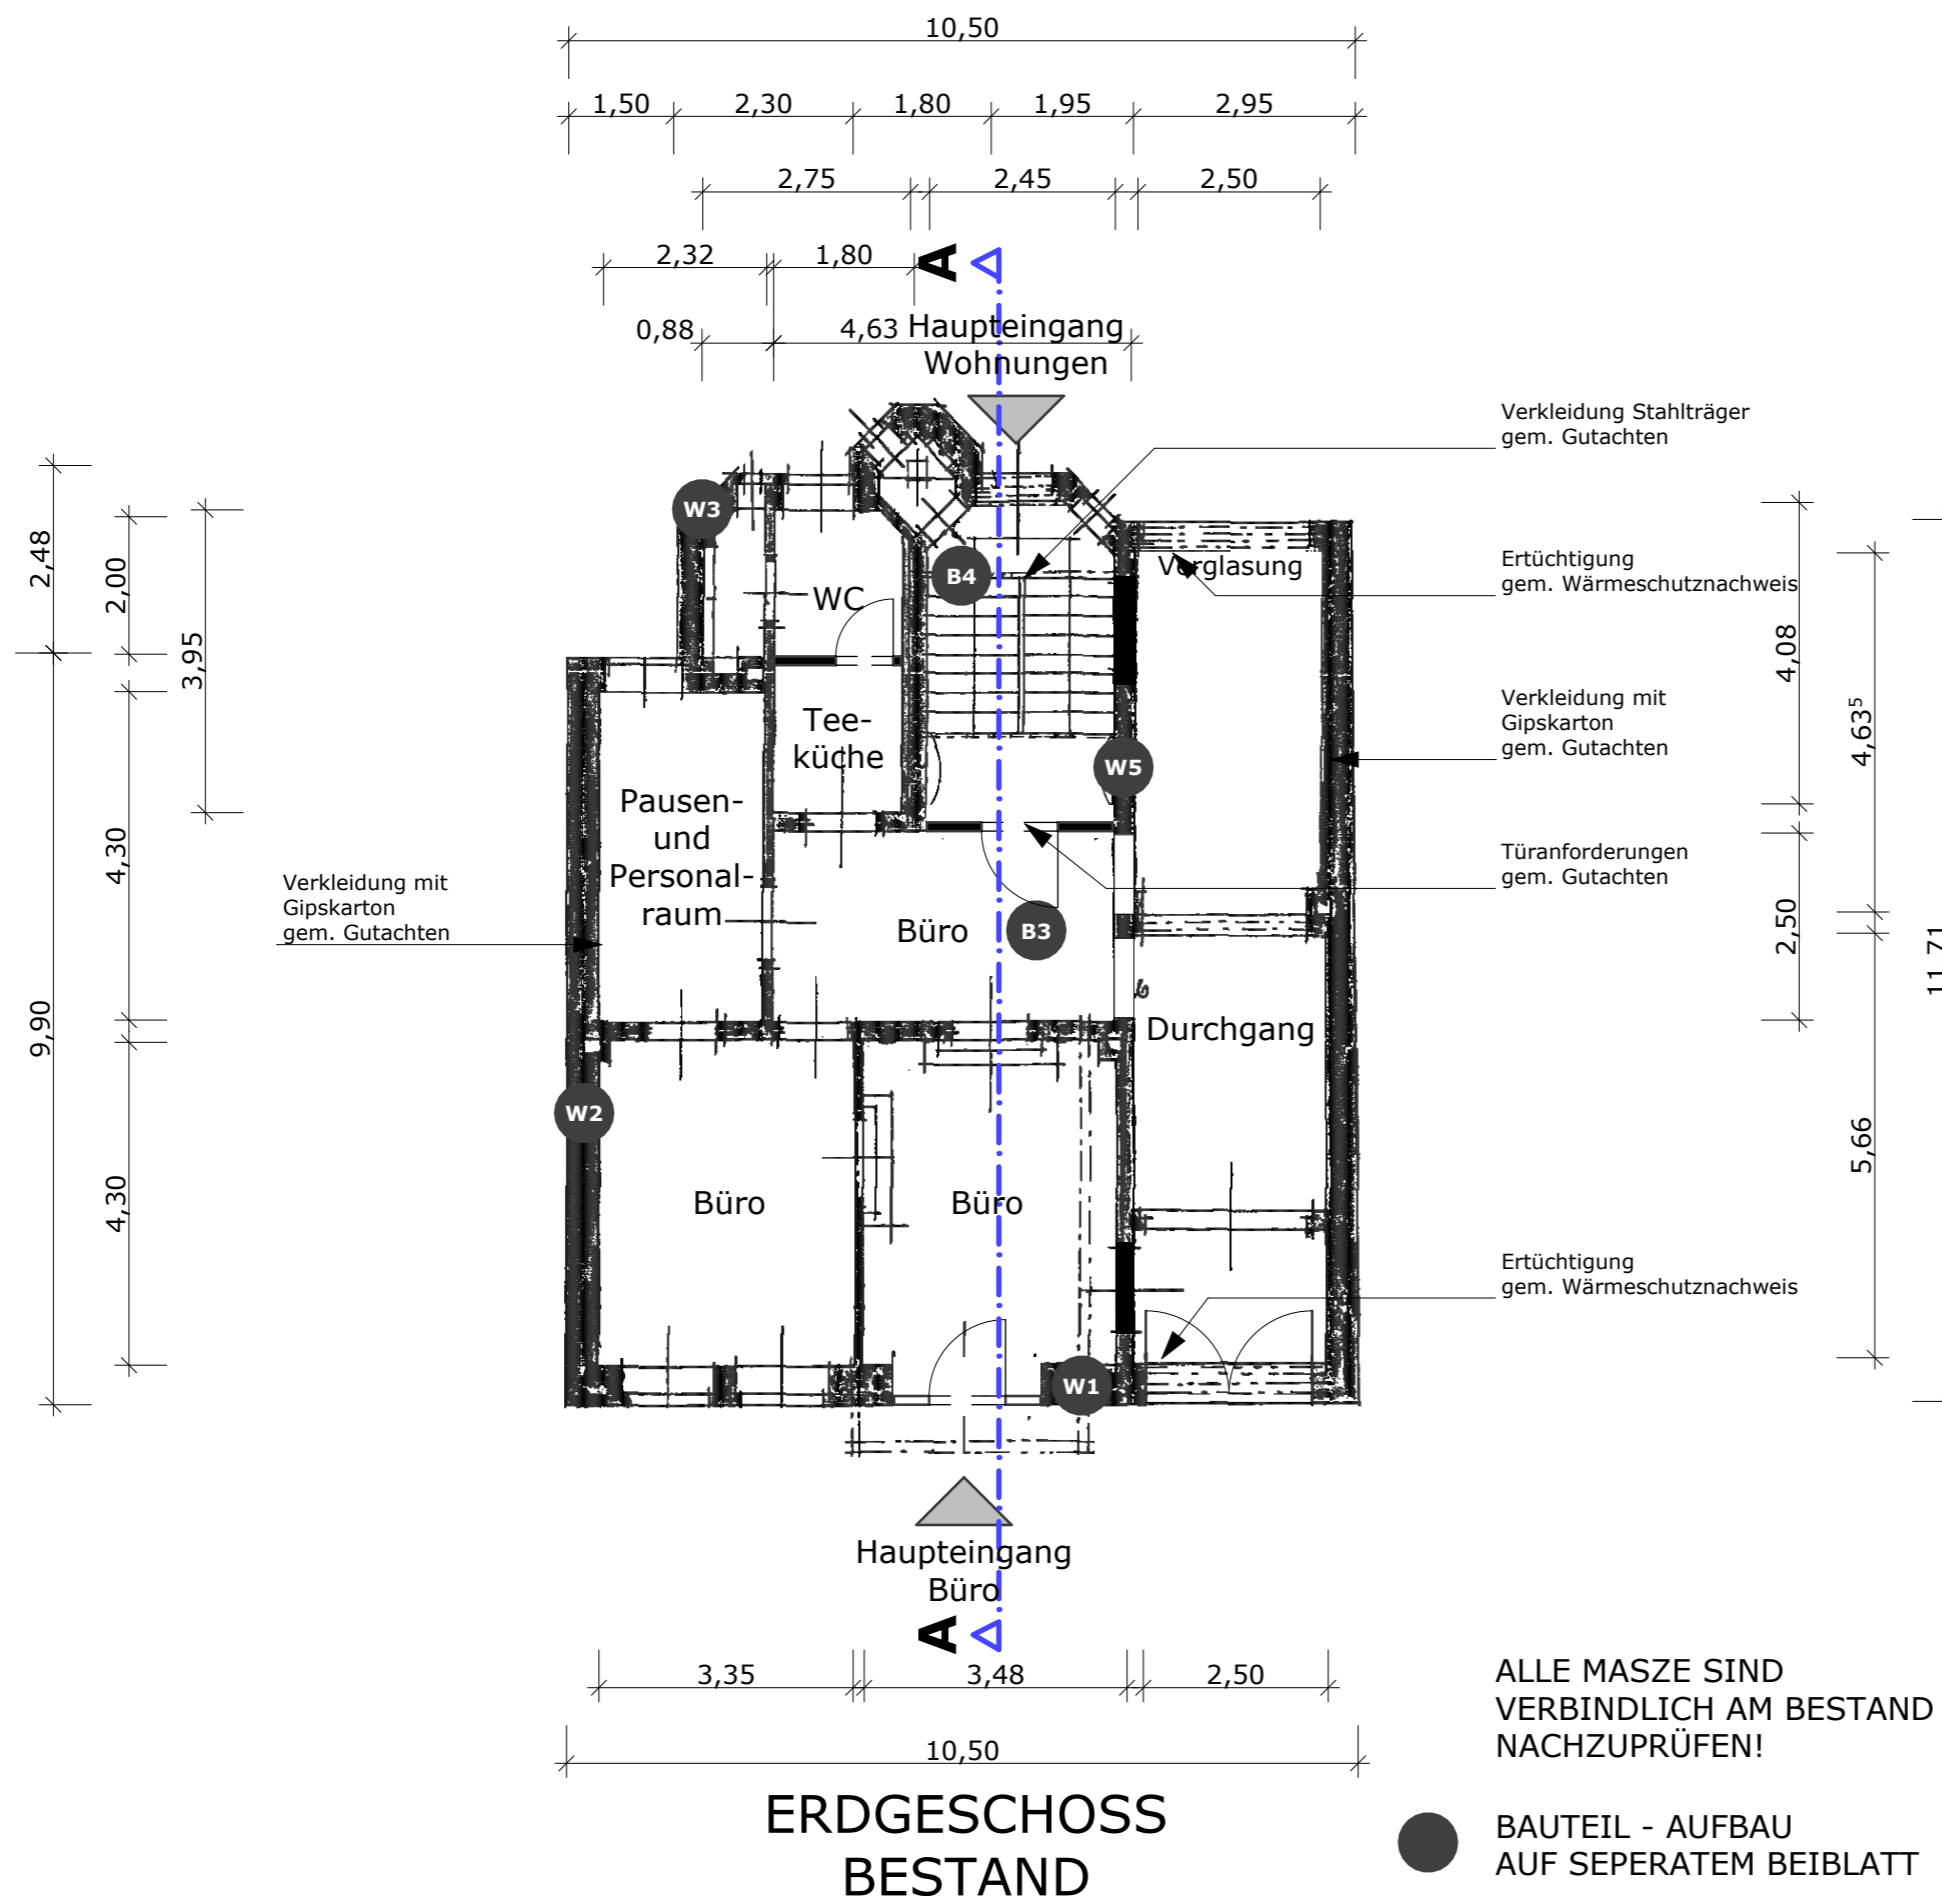 10,50
1,50 2,30 1,80 1,95 2,95
2,75 2,45 2,50
2,32 1,80
A
0,88 4,63
Haupteingang
Wohnungen
Verkleidung Stahlträger
gem. Gutachten
W3
B4
WC
Verglasung
Ertüchtigung
gem. Wärmeschutznachweis
2,48
2,00
3,95
4,08
4,63⁵
Tee-
küche
Verkleidung mit
Gipskarton
gem. Gutachten
W5
Pausen-
und
Personal-
raum
Verkleidung mit
Gipskarton
gem. Gutachten
4,30
Büro
B3
Türanforderungen
gem. Gutachten
2,50
11,71
9,90
Durchgang
W2
4,30
Büro
Büro
5,66
Ertüchtigung
gem. Wärmeschutznachweis
W1
Haupteingang
Büro
A
3,35 3,48 2,50
10,50
ALLE MASZE SIND
VERBINDLICH AM BESTAND
NACHZUPRÜFEN!
ERDGESCHOSS
BESTAND
BAUTEIL - AUFBAU
AUF SEPERATEM BEIBLATT